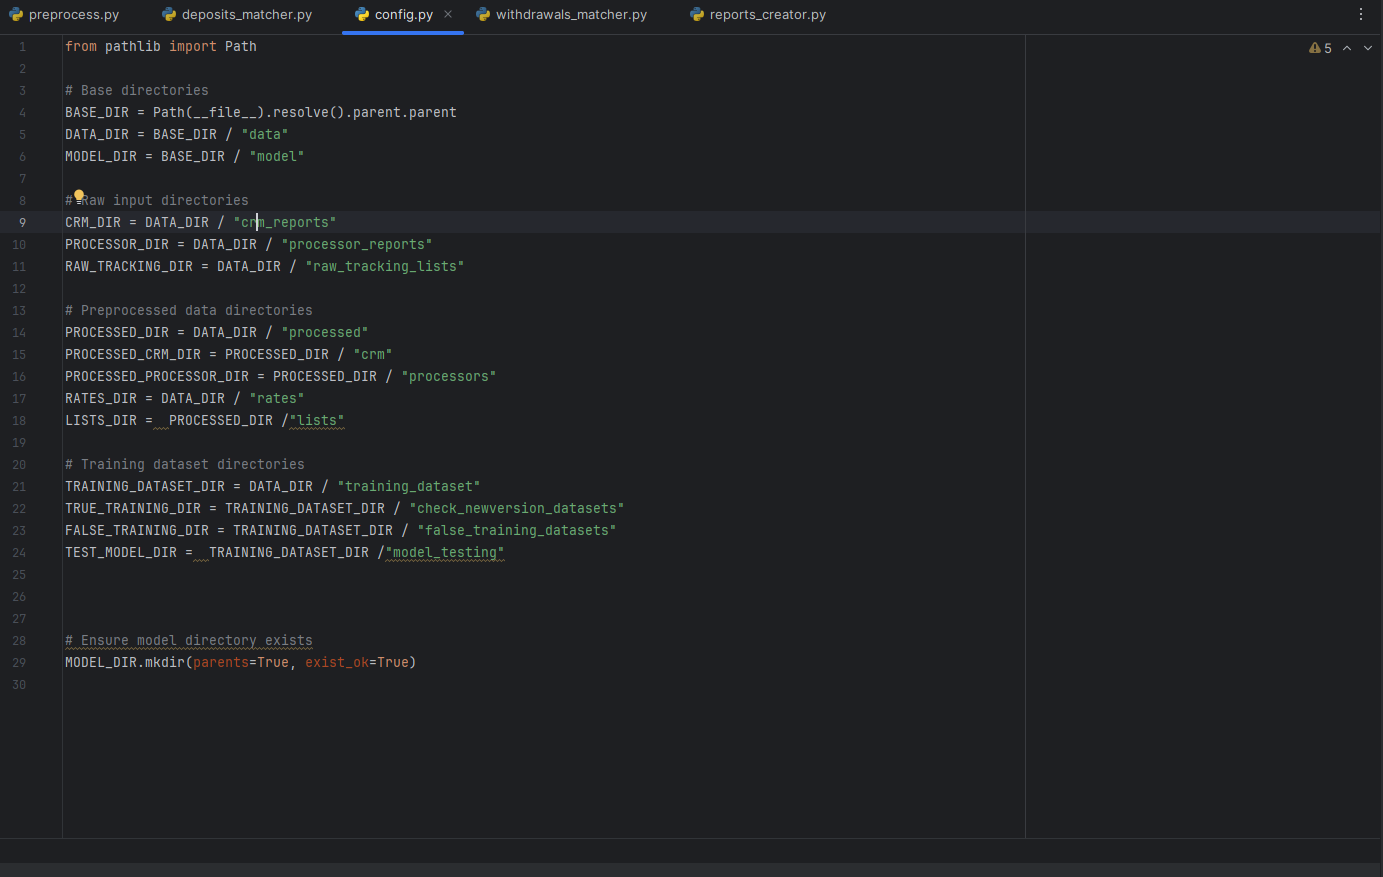 preprocess.py deposits_matcher.py config.py withdrawals_matcher.py reports_creator.py
5
1 from pathlib import Path
2
3 # Base directories
4 BASE_DIR = Path(__file__).resolve().parent.parent
5 DATA_DIR = BASE_DIR / "data"
6 MODEL_DIR = BASE_DIR / "model"
7
8 # Raw input directories
9 CRM_DIR = DATA_DIR / "crm_reports"
10 PROCESSOR_DIR = DATA_DIR / "processor_reports"
11 RAW_TRACKING_DIR = DATA_DIR / "raw_tracking_lists"
12
13 # Preprocessed data directories
14 PROCESSED_DIR = DATA_DIR / "processed"
15 PROCESSED_CRM_DIR = PROCESSED_DIR / "crm"
16 PROCESSED_PROCESSOR_DIR = PROCESSED_DIR / "processors"
17 RATES_DIR = DATA_DIR / "rates"
18 LISTS_DIR =  PROCESSED_DIR /"lists"
19
20 # Training dataset directories
21 TRAINING_DATASET_DIR = DATA_DIR / "training_dataset"
22 TRUE_TRAINING_DIR = TRAINING_DATASET_DIR / "check_newversion_datasets"
23 FALSE_TRAINING_DIR = TRAINING_DATASET_DIR / "false_training_datasets"
24 TEST_MODEL_DIR =  TRAINING_DATASET_DIR /"model_testing"
25
26
27
28 # Ensure model directory exists
29 MODEL_DIR.mkdir(parents=True, exist_ok=True)
30